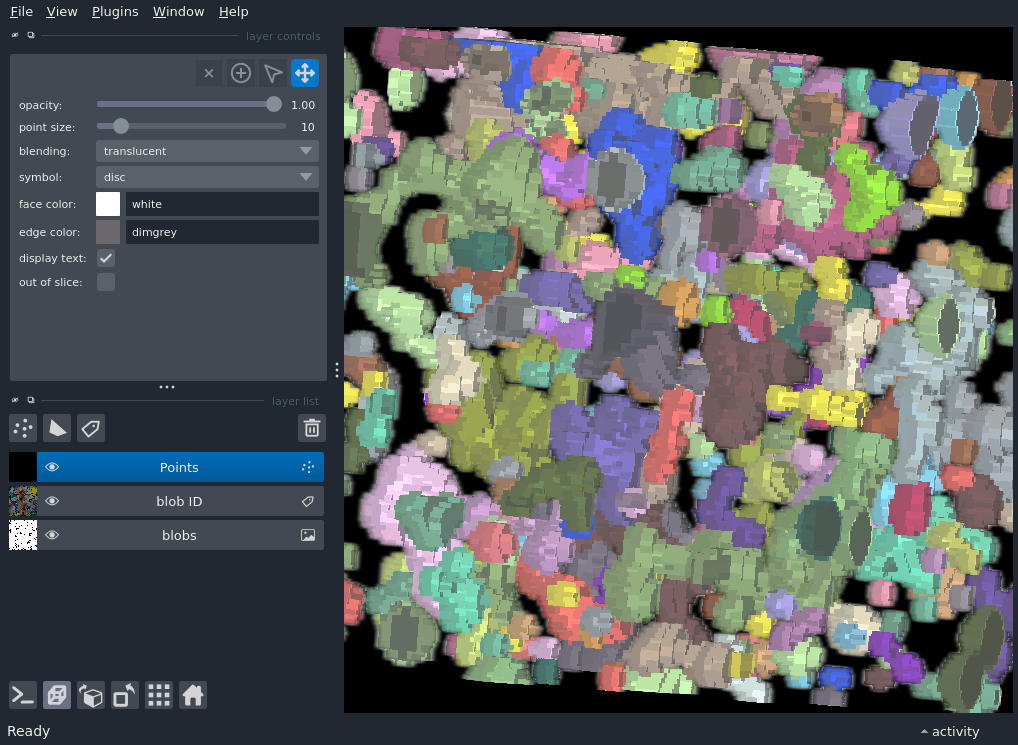 File View Plugins Window Help
layer controls
opacity: 1.00
point size: 10
blending: translucent
symbol: disc
face color: white
edge color: dimgrey
display text:
out of slice:
layer list
Points
blob ID
blobs
Ready
activity